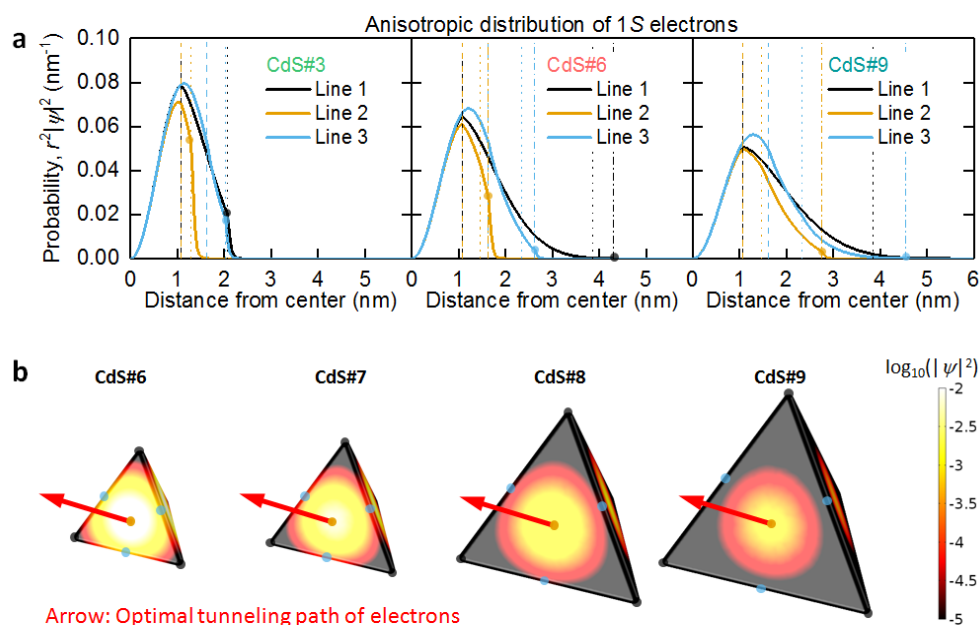 Anisotropic distribution of 1S electrons
a
Probability, r²|ψ|² (nm⁻¹)
0.10
0.08
0.06
0.04
0.02
0.00
CdS#3
Line 1
Line 2
Line 3
CdS#6
Line 1
Line 2
Line 3
CdS#9
Line 1
Line 2
Line 3
0 1 2 3 4 5 0 1 2 3 4 5 0 1 2 3 4 5 6
Distance from center (nm) Distance from center (nm) Distance from center (nm)
b
CdS#6 CdS#7 CdS#8 CdS#9
log₁₀(|ψ|²)
-2
-2.5
-3
-3.5
-4
-4.5
-5
Arrow: Optimal tunneling path of electrons